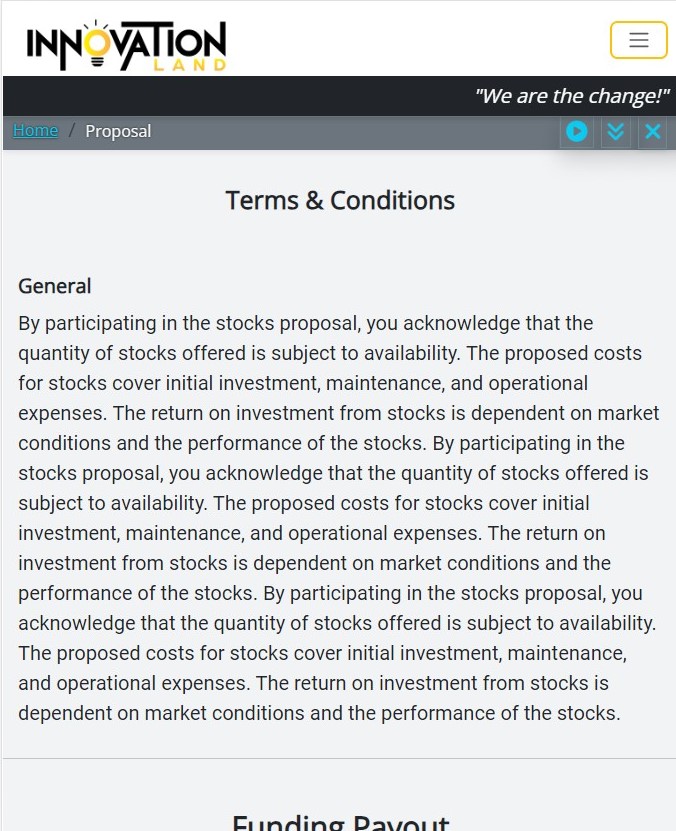 INNOVATION
LAND
"We are the change!"
Home / Proposal
Terms & Conditions
General
By participating in the stocks proposal, you acknowledge that the
quantity of stocks offered is subject to availability. The proposed costs
for stocks cover initial investment, maintenance, and operational
expenses. The return on investment from stocks is dependent on market
conditions and the performance of the stocks. By participating in the
stocks proposal, you acknowledge that the quantity of stocks offered is
subject to availability. The proposed costs for stocks cover initial
investment, maintenance, and operational expenses. The return on
investment from stocks is dependent on market conditions and the
performance of the stocks. By participating in the stocks proposal, you
acknowledge that the quantity of stocks offered is subject to availability.
The proposed costs for stocks cover initial investment, maintenance,
and operational expenses. The return on investment from stocks is
dependent on market conditions and the performance of the stocks.
Funding Payout